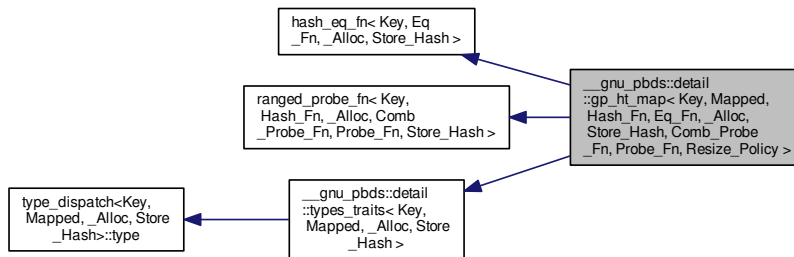 hash_eq_fn< Key, Eq
_Fn, _Alloc, Store_Hash >
__gnu_pbds::detail
::gp_ht_map< Key, Mapped,
Hash_Fn, Eq_Fn, _Alloc,
Store_Hash, Comb_Probe
_Fn, Probe_Fn, Resize_Policy >
ranged_probe_fn< Key,
Hash_Fn, _Alloc, Comb
_Probe_Fn, Probe_Fn, Store_Hash >
type_dispatch<Key,
Mapped, _Alloc, Store
_Hash>::type
__gnu_pbds::detail
::types_traits< Key,
Mapped, _Alloc, Store
_Hash >